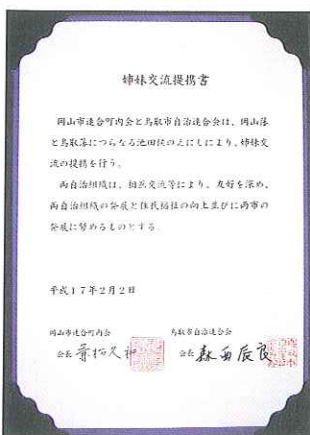 姉妹交流提携書
岡山市連合町内会と鳥取市自治連合会は、岡山藩
と鳥取藩につらなる池田候のえにしにより、姉妹交
流の提携を行う。
両自治組織は、相互交流等により、友好を深め、
両自治組織の発展と住民福祉の向上並びに両市の
発展に努めるものとする。
平成17年2月2日
岡山市連合町内会
会長
鳥取市自治連合会
会長